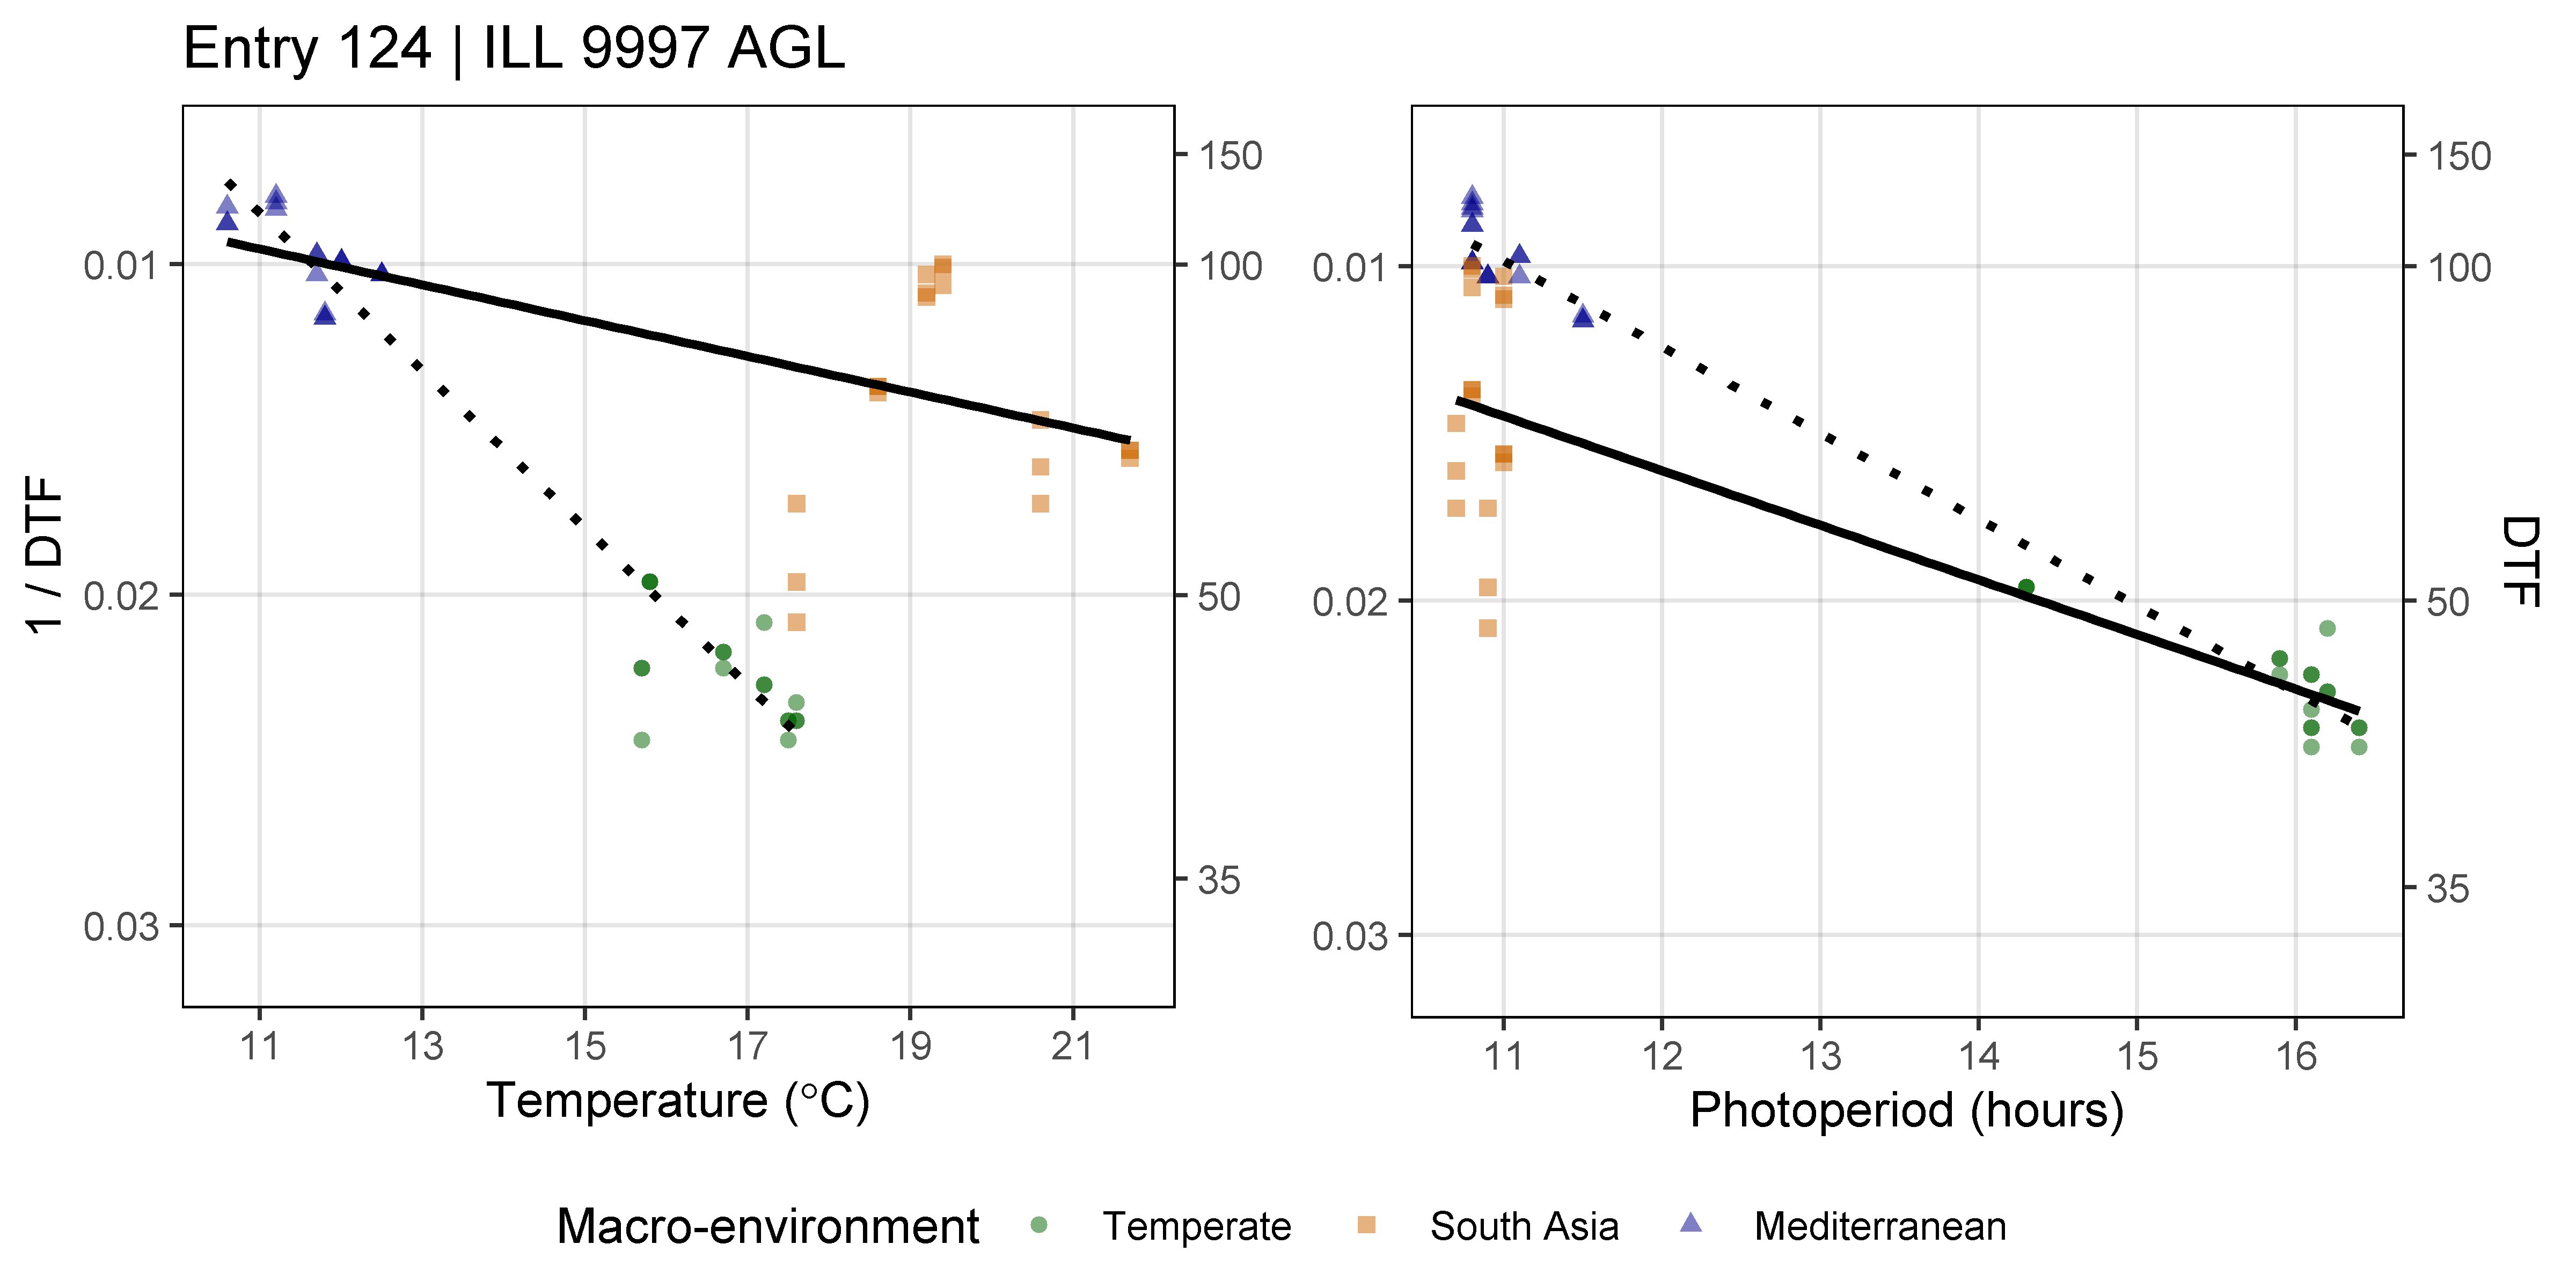 Entry 124 | ILL 9997 AGL
1 / DTF
0.01
0.02
0.03
150
100
50
35
11 13 15 17 19 21
Temperature (°C)
0.01
0.02
0.03
150
100
50
35
DTF
11 12 13 14 15 16
Photoperiod (hours)
Macro-environment Temperate South Asia Mediterranean